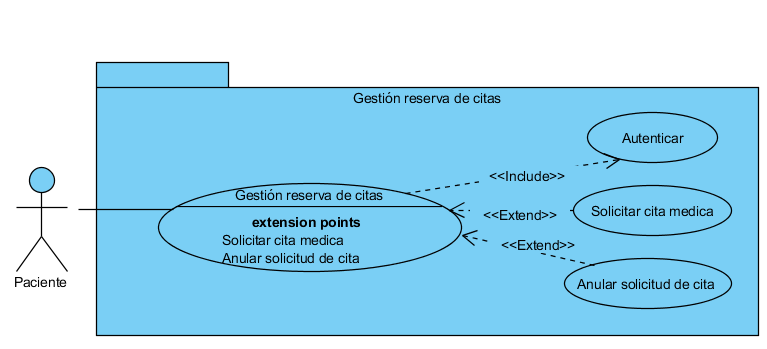 Gestión reserva de citas
Autenticar
<<Include>>
Gestión reserva de citas
extension points
Solicitar cita medica
Anular solicitud de cita
<<Extend>>
Solicitar cita medica
<<Extend>>
Anular solicitud de cita
Paciente